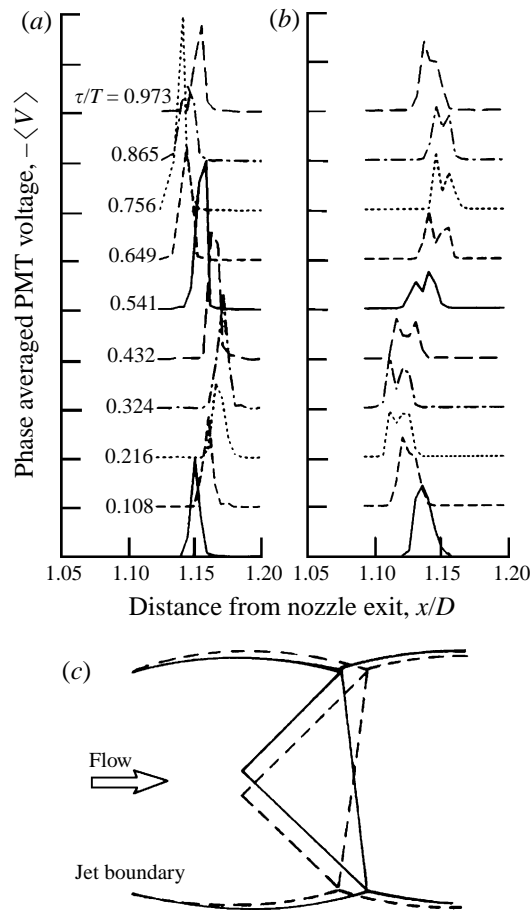 (a)
(b)
Phase averaged PMT voltage, –⟨V⟩
τ/T = 0.973
0.865
0.756
0.649
0.541
0.432
0.324
0.216
0.108
1.05 1.10 1.15 1.20 1.05 1.10 1.15 1.20
Distance from nozzle exit, x/D
(c)
Flow
Jet boundary